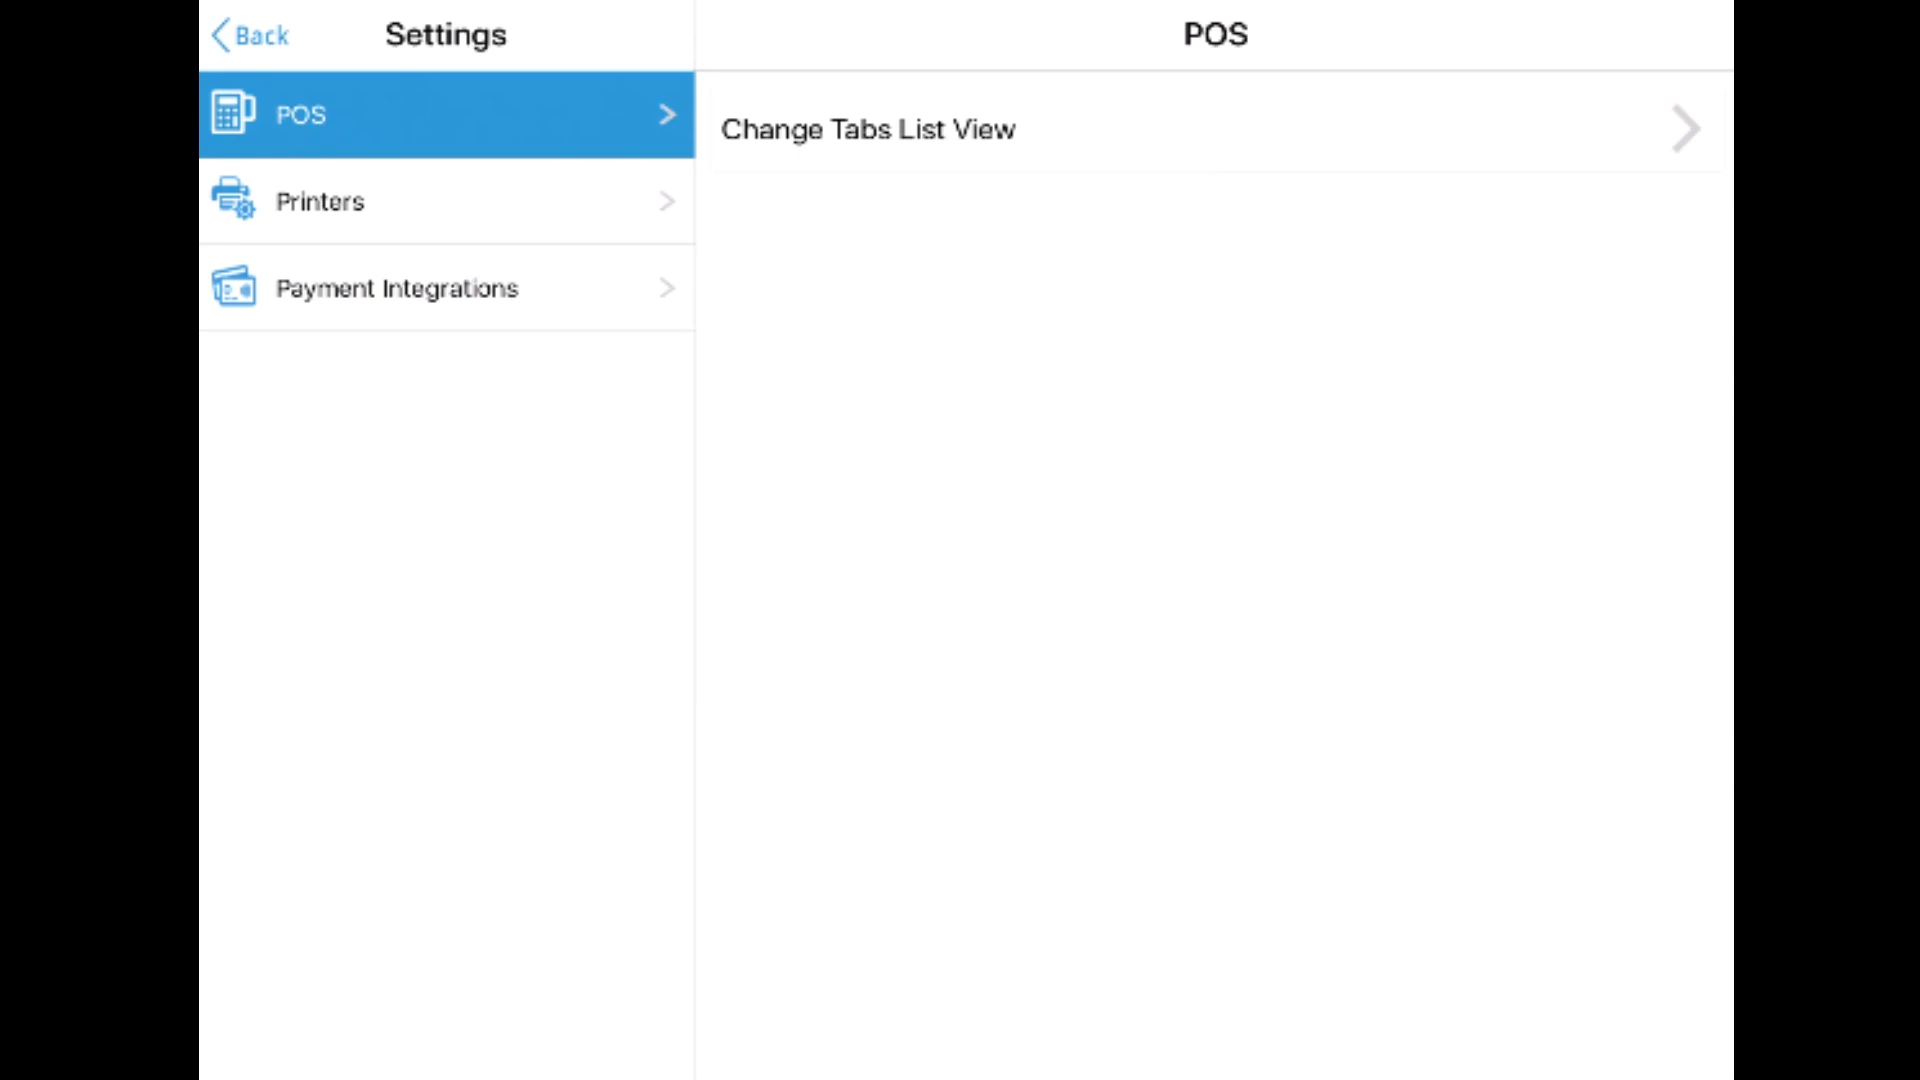 Back
Settings
POS
POS
Change Tabs List View
Printers
Payment Integrations